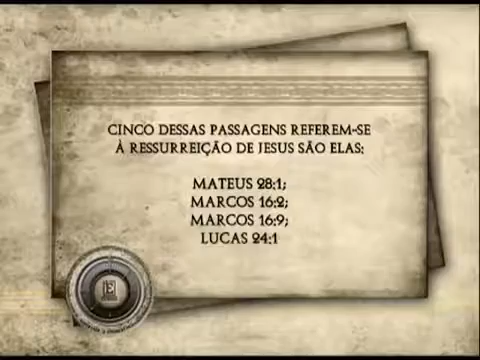 CINCO DESSAS PASSAGENS REFEREM-SE
À RESSURREIÇÃO DE JESUS SÃO ELAS:
MATEUS 28:1;
MARCOS 16:2;
MARCOS 16:9;
LUCAS 24:1